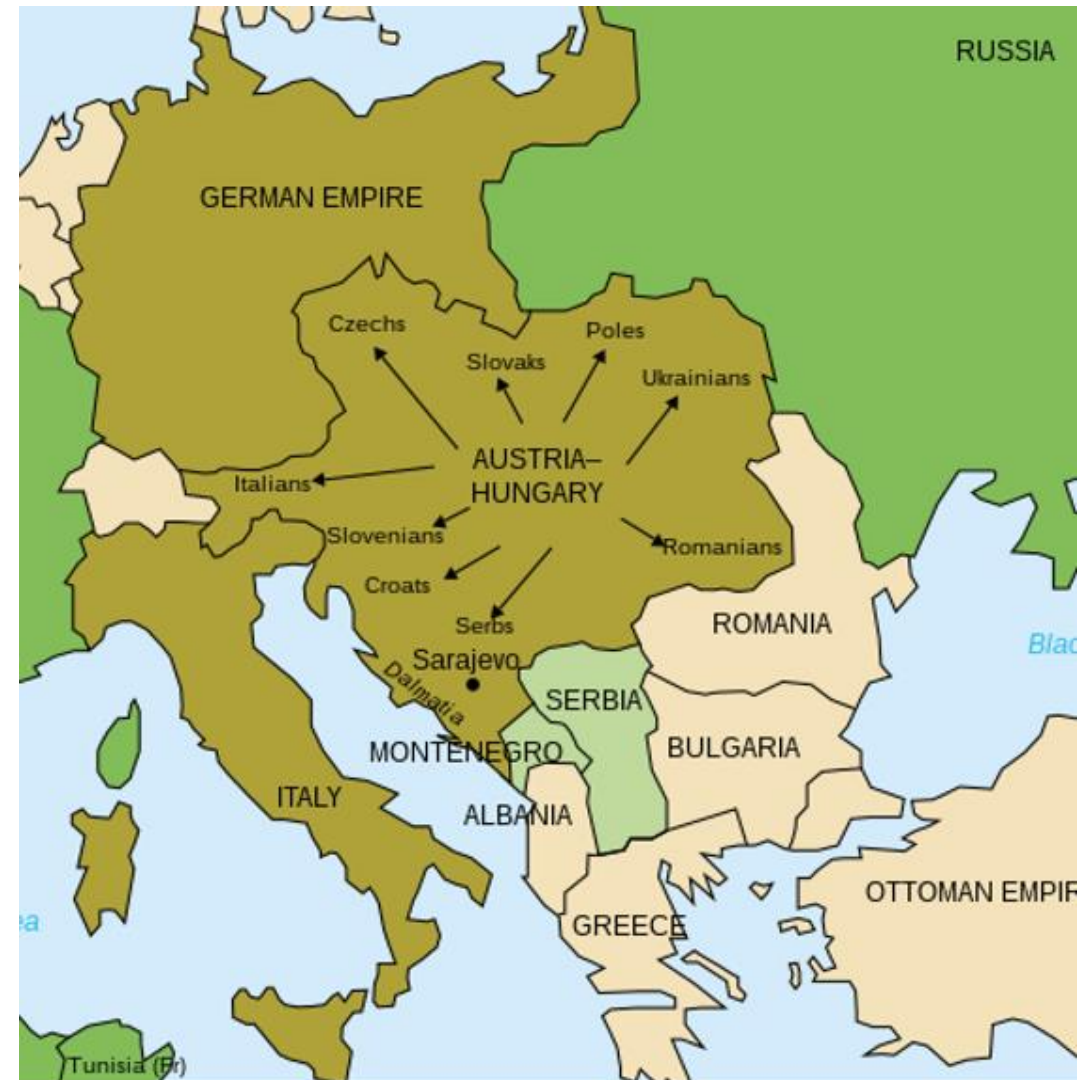 RUSSIA
GERMAN EMPIRE
Czechs
Poles
Slovaks
Ukrainians
AUSTRIA–
HUNGARY
Italians
Slovenians
Romanians
Croats
Serbs
ROMANIA
Blac
Sarajevo
Dalmatia
SERBIA
MONTENEGRO
BULGARIA
ITALY
ALBANIA
OTTOMAN EMPIR
ea
GREECE
Tunisia (Fr)